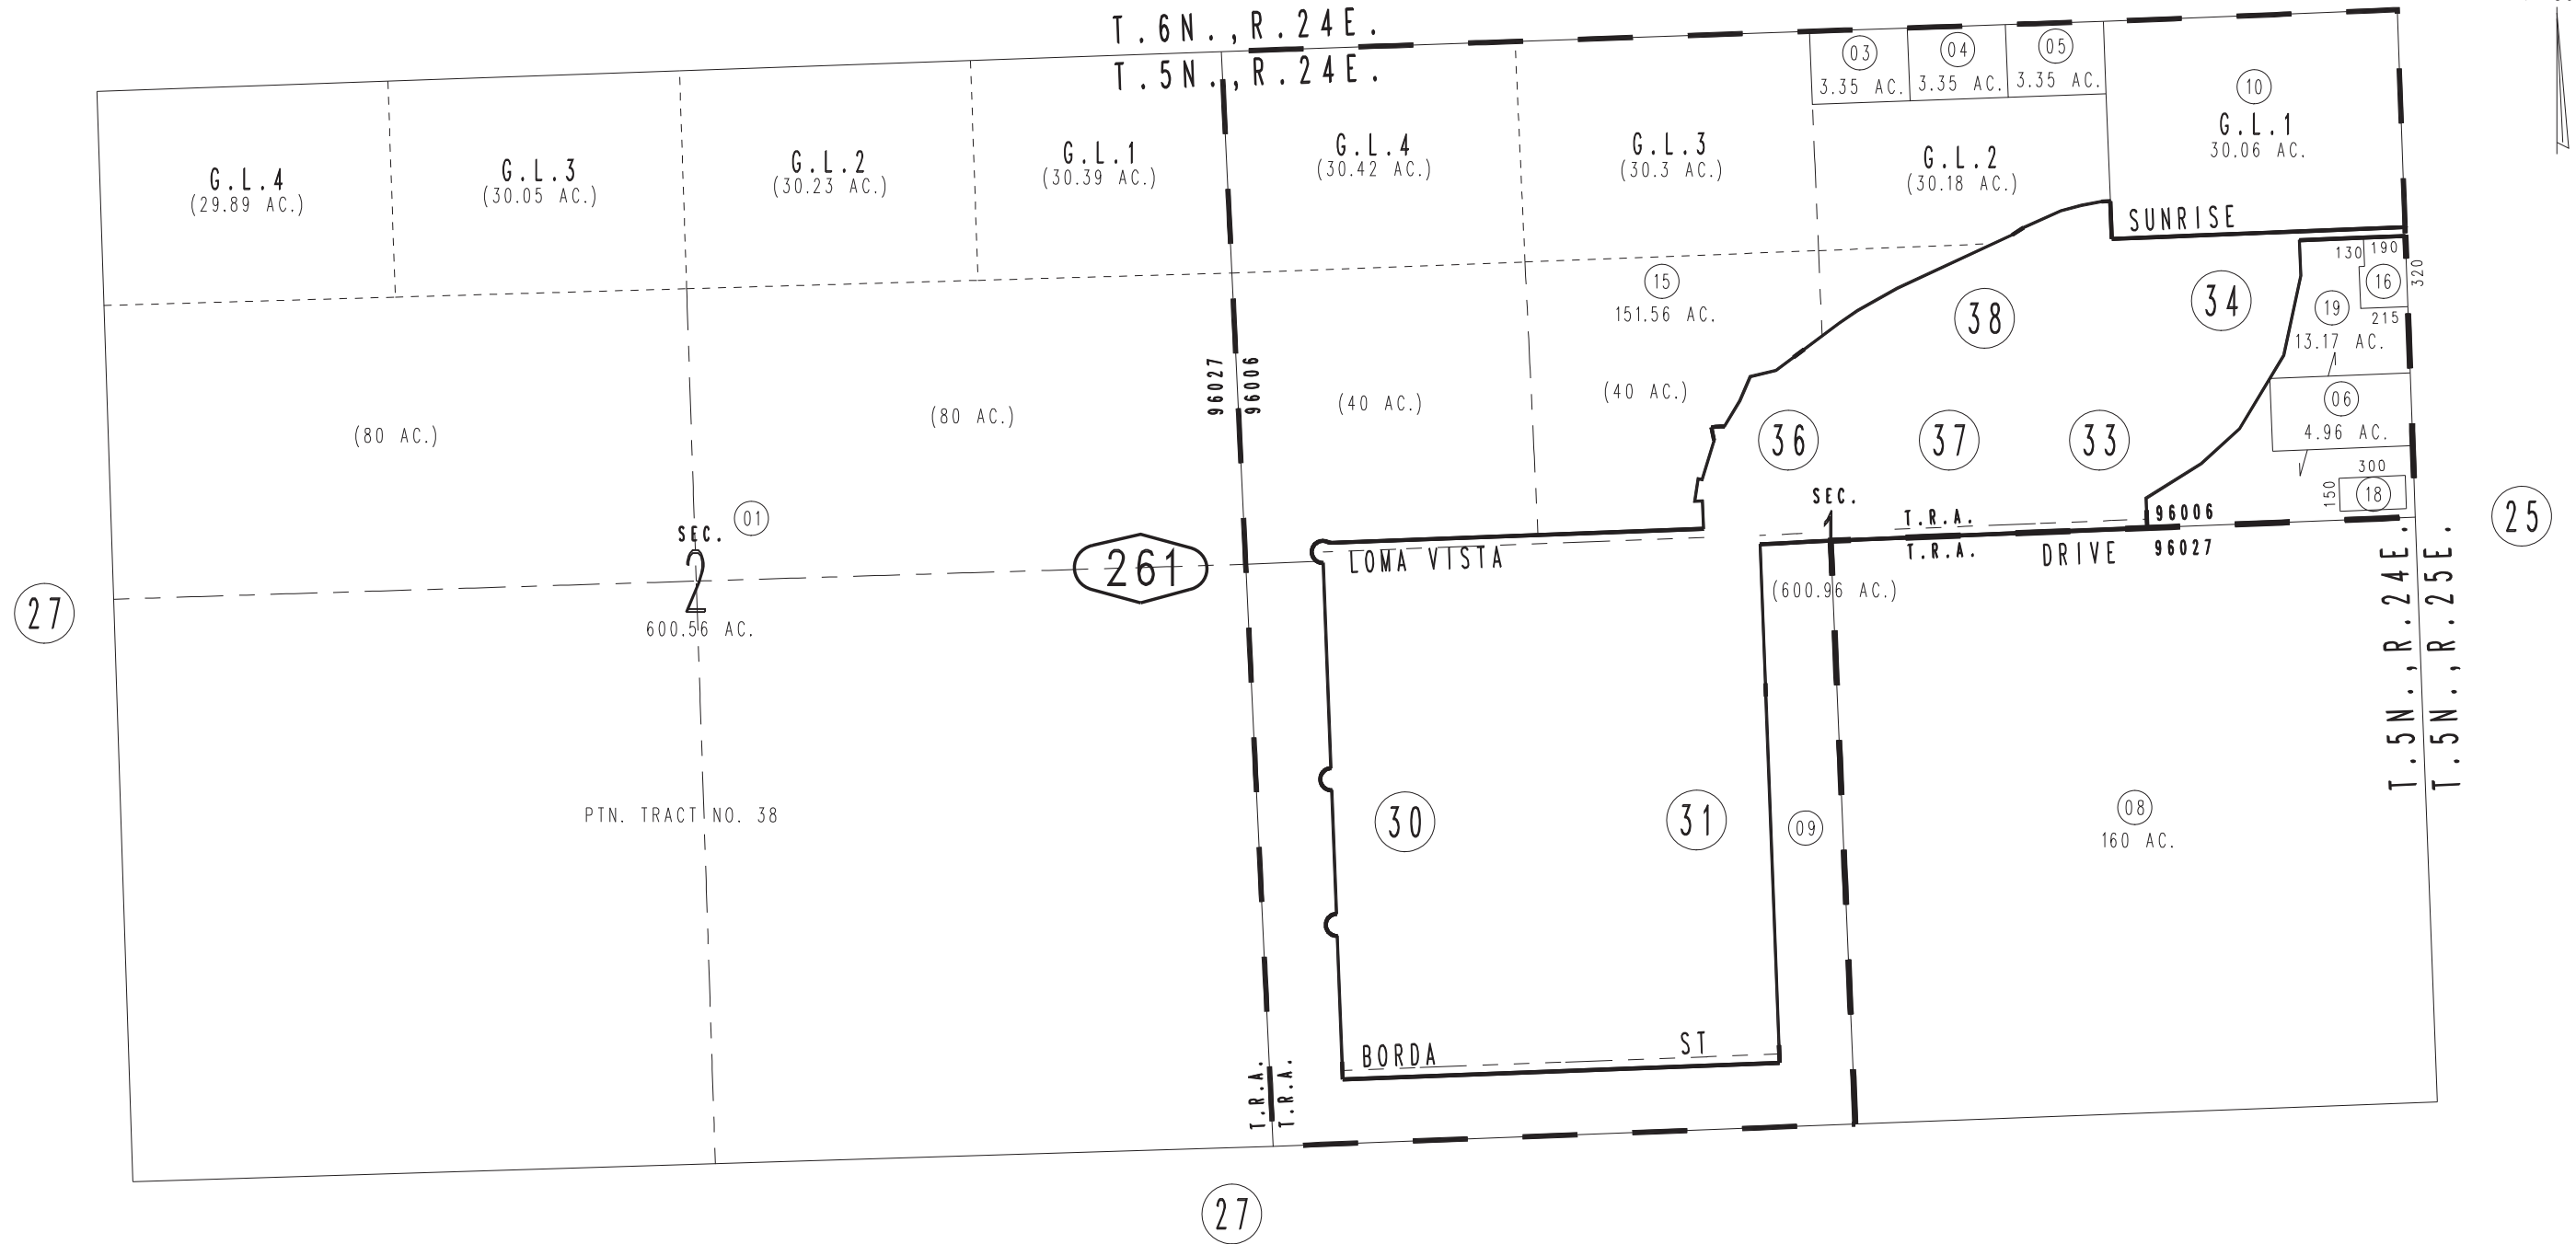 T.6N.,R.24E.
T.5N.,R.24E.
03
3.35 AC.
04
3.35 AC.
05
3.35 AC.
10
G.L.1
30.06 AC.
G.L.4
(29.89 AC.)
G.L.3
(30.05 AC.)
G.L.2
(30.23 AC.)
G.L.1
(30.39 AC.)
G.L.4
(30.42 AC.)
G.L.3
(30.3 AC.)
G.L.2
(30.18 AC.)
SUNRISE
130
190
16
320
215
15
151.56 AC.
38
34
19
13.17 AC.
96027
96006
(80 AC.)
(80 AC.)
(40 AC.)
(40 AC.)
36
37
33
06
4.96 AC.
300
150
18
01
SEC.
2
600.56 AC.
261
LOMA VISTA
SEC.
1
T.R.A.
96006
T.R.A.
DRIVE
96027
(600.96 AC.)
25
27
T.5N.,R.24E.
T.5N.,R.25E.
PTN. TRACT NO. 38
30
31
09
08
160 AC.
BORDA
ST
T.R.A.
T.R.A.
27